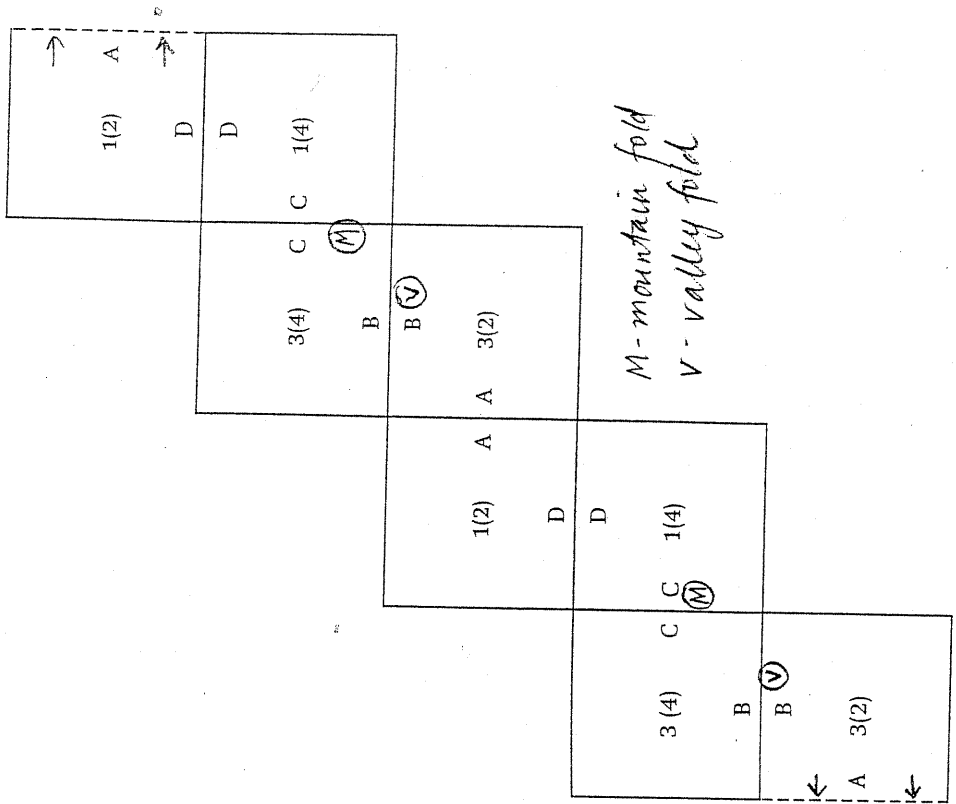 A
1(2)
D
D
1(4)
C
C
M
3(4)
B
B
V
3(2)
A
A
1(2)
D
D
1(4)
C
C
M
3 (4)
B
B
V
3(2)
A
M - mountain fold
V - valley fold